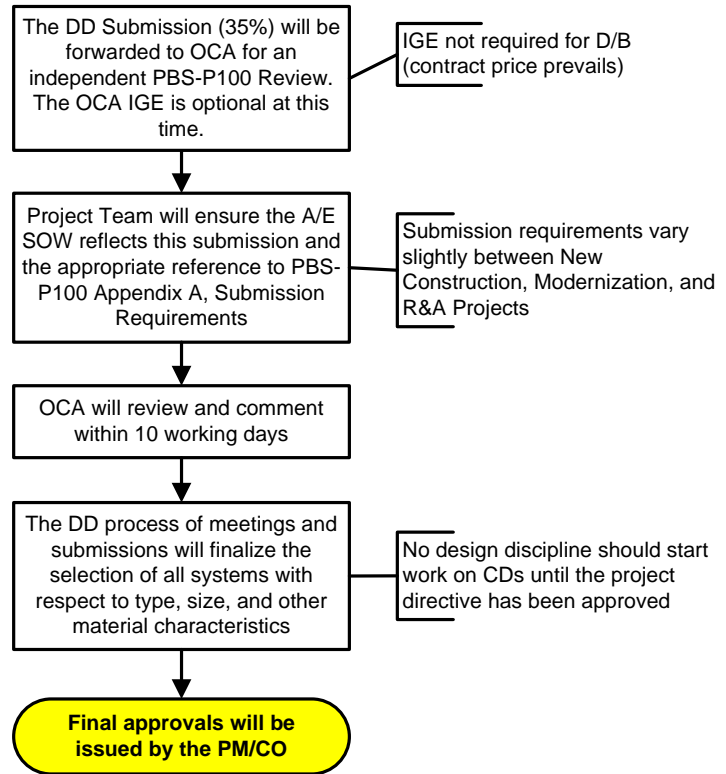 The DD Submission (35%) will be
forwarded to OCA for an
independent PBS-P100 Review.
The OCA IGE is optional at this
time.
IGE not required for D/B
(contract price prevails)
Project Team will ensure the A/E
SOW reflects this submission and
the appropriate reference to PBS-
P100 Appendix A, Submission
Requirements
Submission requirements vary
slightly between New
Construction, Modernization, and
R&A Projects
OCA will review and comment
within 10 working days
The DD process of meetings and
submissions will finalize the
selection of all systems with
respect to type, size, and other
material characteristics
No design discipline should start
work on CDs until the project
directive has been approved
Final approvals will be
issued by the PM/CO